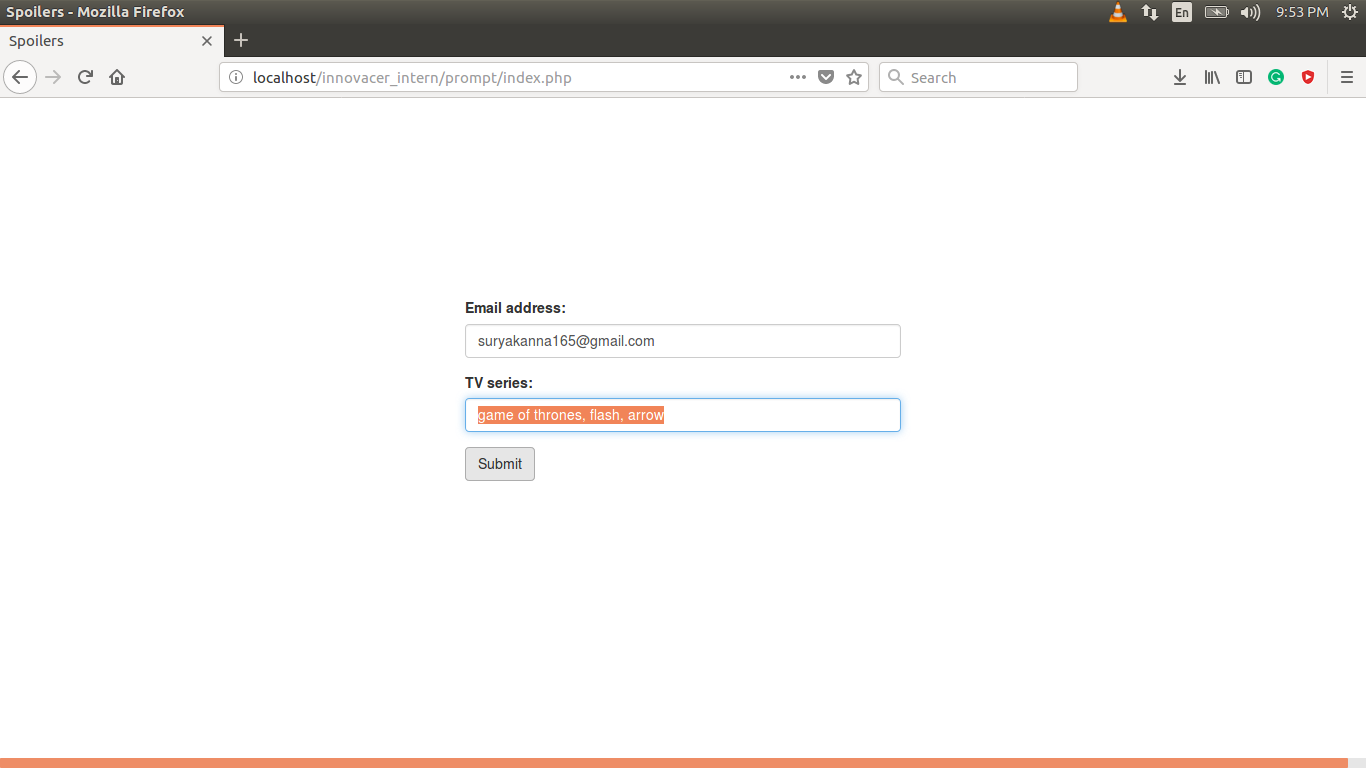 Spoilers - Mozilla Firefox
En
9:53 PM
Spoilers
localhost/innovacer_intern/prompt/index.php
Search
Email address:
suryakanna165@gmail.com
TV series:
game of thrones, flash, arrow
Submit